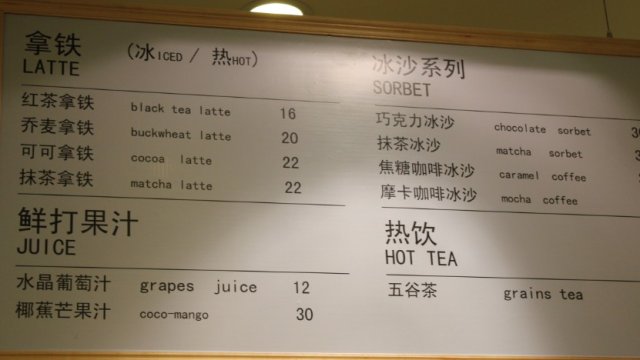 拿铁 (冰ICED / 热HOT)
LATTE
红茶拿铁 black tea latte 16
乔麦拿铁 buckwheat latte 20
可可拿铁 cocoa latte 22
抹茶拿铁 matcha latte 22
鲜打果汁
JUICE
水晶葡萄汁 grapes juice 12
椰蕉芒果汁 coco-mango 30
冰沙系列
SORBET
巧克力冰沙 chocolate sorbet
抹茶冰沙 matcha sorbet
焦糖咖啡冰沙 caramel coffee
摩卡咖啡冰沙 mocha coffee
热饮
HOT TEA
五谷茶 grains tea